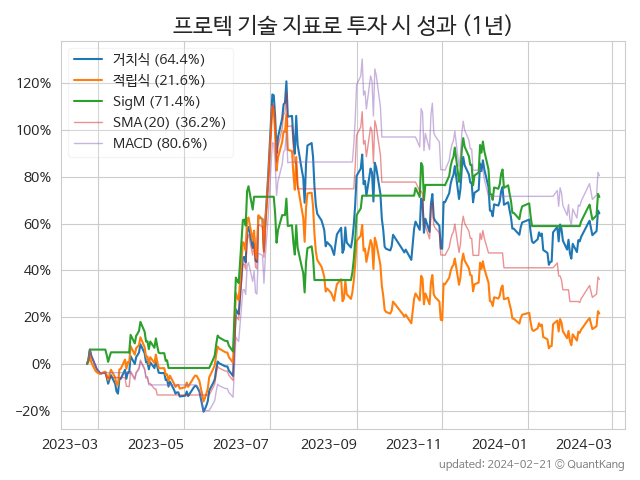 프로텍 기술 지표로 투자 시 성과 (1년)
거치식 (64.4%)
적립식 (21.6%)
SigM (71.4%)
SMA(20) (36.2%)
MACD (80.6%)
120%
100%
80%
60%
40%
20%
0%
−20%
2023-03 2023-05 2023-07 2023-09 2023-11 2024-01 2024-03
updated: 2024-02-21 © QuantKang